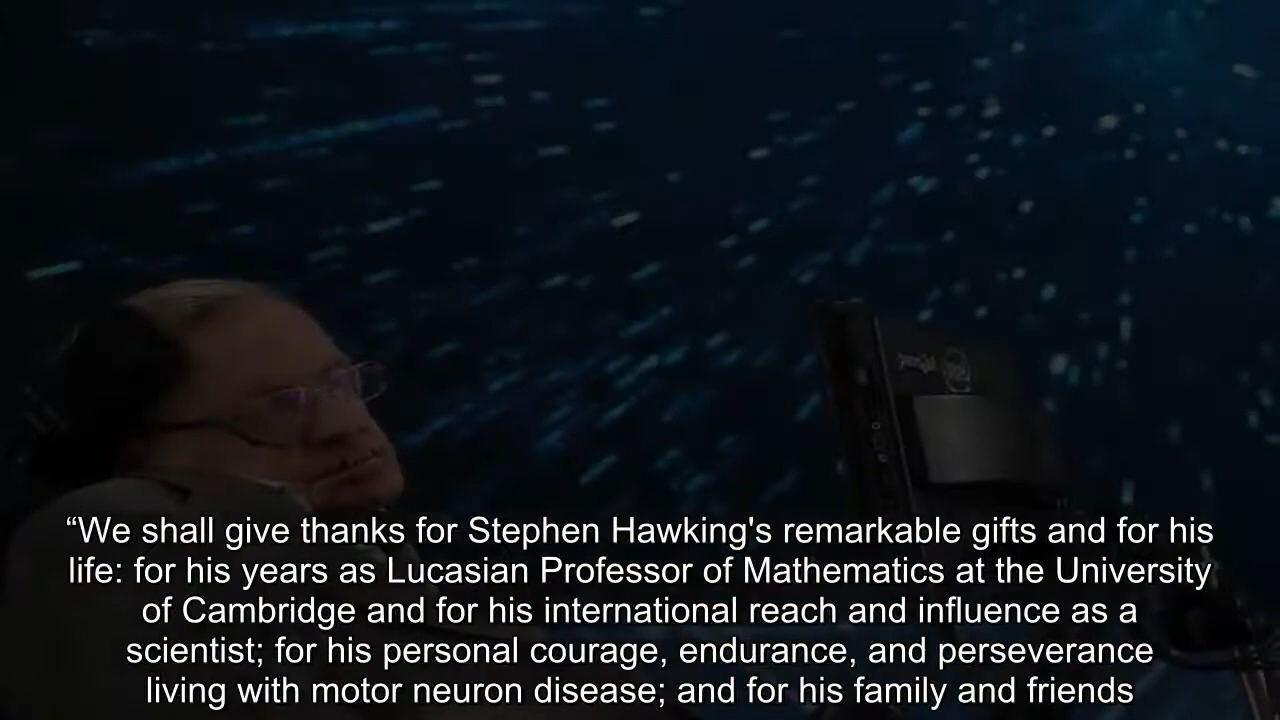 “We shall give thanks for Stephen Hawking's remarkable gifts and for his
life: for his years as Lucasian Professor of Mathematics at the University
of Cambridge and for his international reach and influence as a
scientist; for his personal courage, endurance, and perseverance
living with motor neuron disease; and for his family and friends